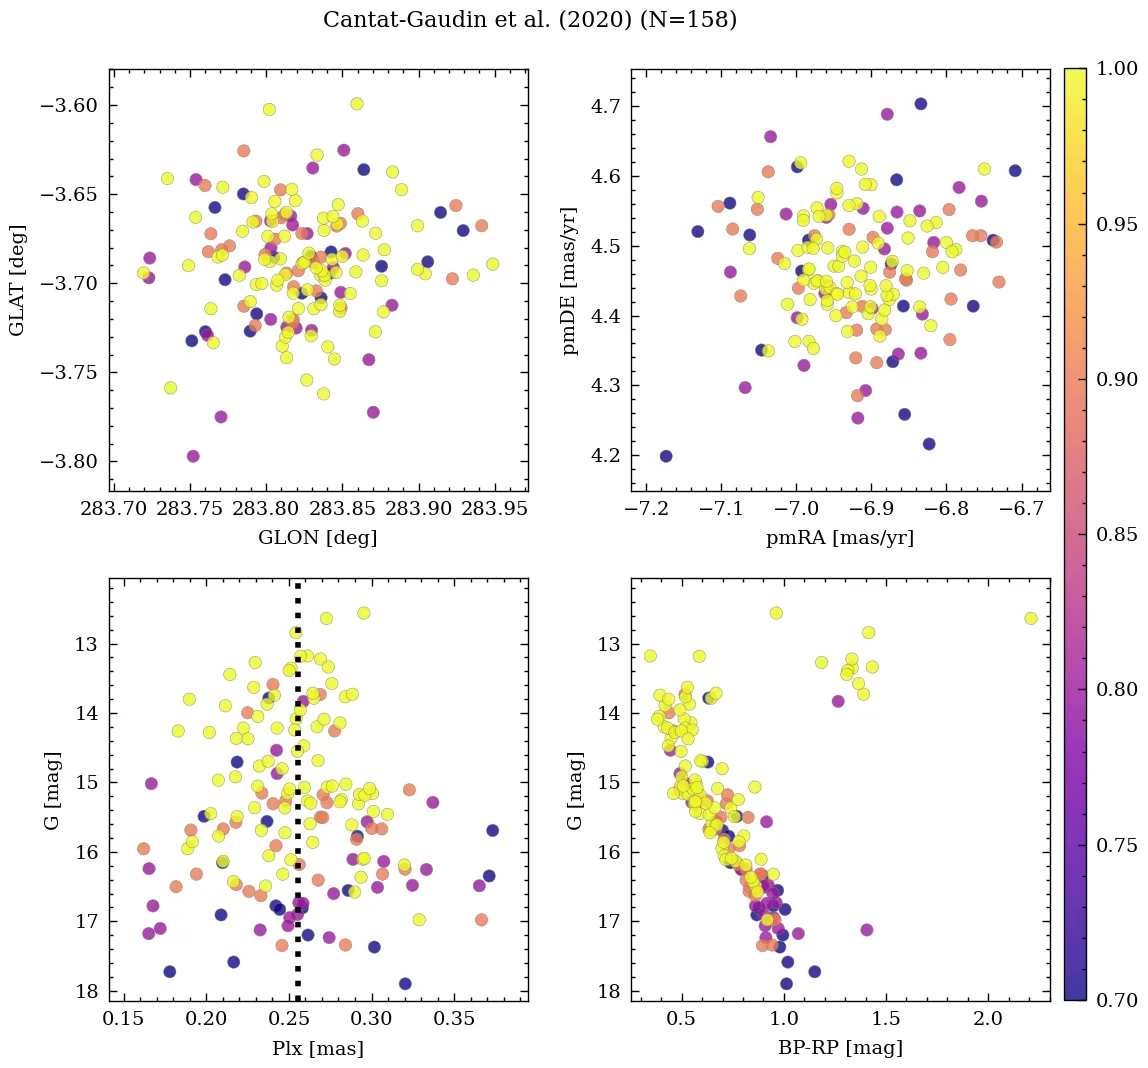 Cantat-Gaudin et al. (2020) (N=158)
−3.60
−3.65
−3.70
−3.75
−3.80
GLAT [deg]
283.70 283.75 283.80 283.85 283.90 283.95
GLON [deg]
4.7
4.6
4.5
4.4
4.3
4.2
pmDE [mas/yr]
−7.2 −7.1 −7.0 −6.9 −6.8 −6.7
pmRA [mas/yr]
13
14
15
16
17
18
G [mag]
0.15 0.20 0.25 0.30 0.35
Plx [mas]
13
14
15
16
17
18
G [mag]
0.5 1.0 1.5 2.0
BP-RP [mag]
1.00
0.95
0.90
0.85
0.80
0.75
0.70